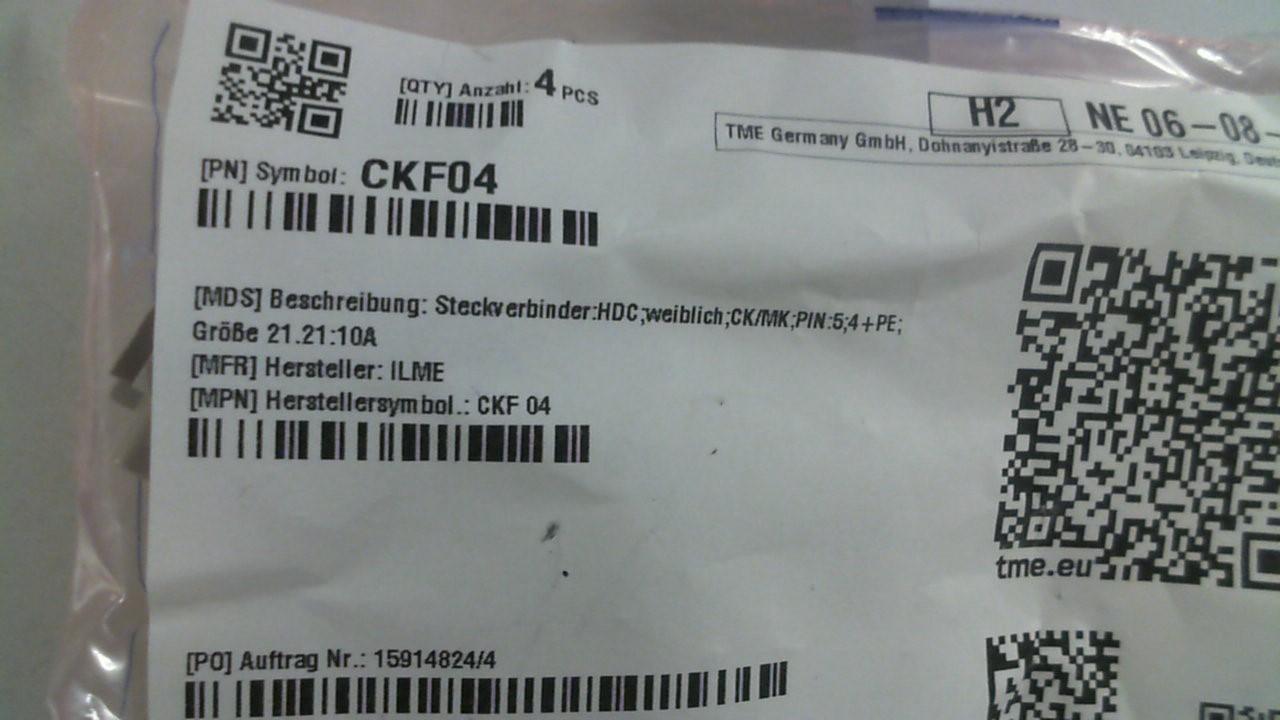 [QTY] Anzahl: 4 PCS
H2 NE 06-08-
TME Germany GmbH, Dohnanyistraße 28-30, 04103 Leipzig,
[PN] Symbol: CKF04
[MDS] Beschreibung: Steckverbinder:HDC;weiblich;CK/MK;PIN:5;4+PE;
Größe 21.21:10A
[MFR] Hersteller: ILME
[MPN] Herstellersymbol.: CKF 04
tme.eu
[PO] Auftrag Nr.: 15914824/4